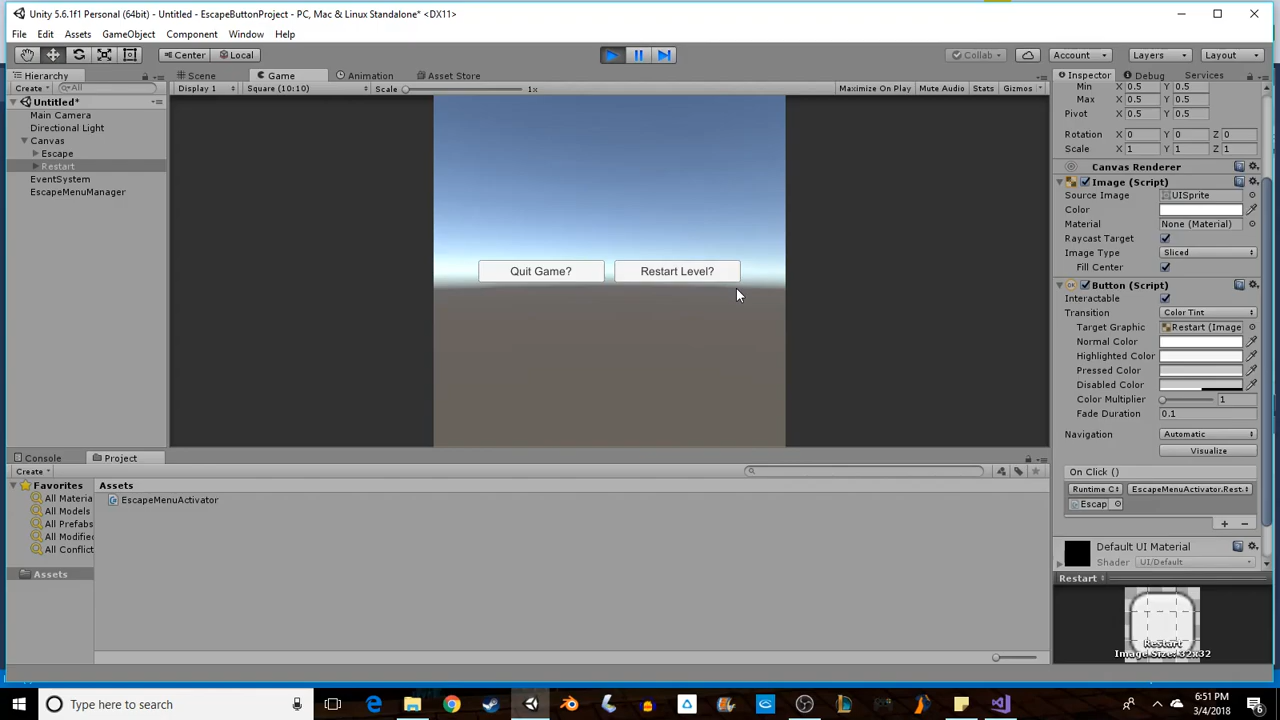 Unity 5.6.1f1 Personal (64bit) - Untitled - EscapeButtonProject - PC, Mac & Linux Standalone* <DX11>
File Edit Assets GameObject Component Window Help
Center Local Collab Account Layers Layout
Hierarchy Scene Game Animation Asset Store Inspector Debug Services
Create All Display 1 Square (10:10) Scale 1x Maximize On Play Mute Audio Stats Gizmos
Untitled*
Main Camera
Directional Light
Canvas
Escape
Restart
EventSystem
EscapeMenuManager
Quit Game? Restart Level?
Min X 0.5 Y 0.5
Max X 0.5 Y 0.5
Pivot X 0.5 Y 0.5
Rotation X 0 Y 0 Z 0
Scale X 1 Y 1 Z 1
Canvas Renderer
Image (Script)
Source Image UISprite
Color
Material None (Material)
Raycast Target
Image Type Sliced
Fill Center
Button (Script)
Interactable
Transition Color Tint
Target Graphic Restart (Image
Normal Color
Highlighted Color
Pressed Color
Disabled Color
Color Multiplier 1
Fade Duration 0.1
Navigation Automatic
Visualize
On Click ()
Runtime C EscapeMenuActivator.Rest
Escap
+ −
Default UI Material
Shader UI/Default
Restart
Restart
Image Size: 32x32
Console Project
Create
Favorites
All Materia
All Models
All Prefabs
All Modified
All Conflict
Assets
Assets
EscapeMenuActivator
Type here to search
6:51 PM
3/4/2018
6